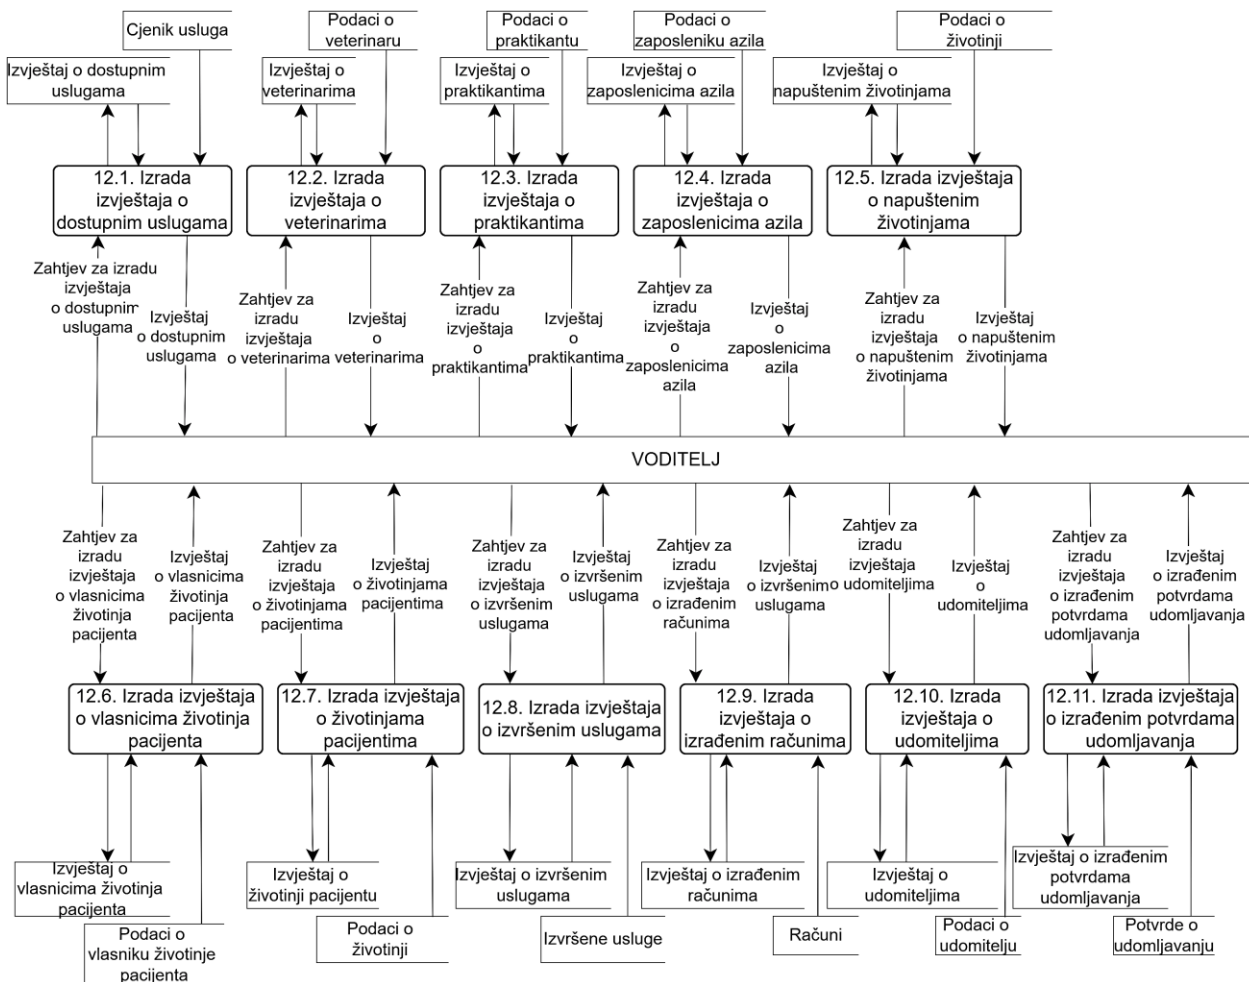 Cjenik usluga
Podaci o
veterinaru
Podaci o
praktikantu
Podaci o
zaposleniku azila
Podaci o
životinji
Izvještaj o dostupnim
uslugama
Izvještaj o
veterinarima
Izvještaj o
praktikantima
Izvještaj o
zaposlenicima azila
Izvještaj o
napuštenim životinjama
12.1. Izrada
izvještaja o
dostupnim uslugama
12.2. Izrada
izvještaja o
veterinarima
12.3. Izrada
izvještaja o
praktikantima
12.4. Izrada
izvještaja o
zaposlenicima azila
12.5. Izrada izvještaja
o napuštenim
životinjama
Zahtjev za izradu
izvještaja
o dostupnim
uslugama
Izvještaj
o dostupnim
uslugama
Zahtjev za
izradu
izvještaja
o veterinarima
Izvještaj
o
veterinarima
Zahtjev za
izradu
izvještaja
o
praktikantima
Izvještaj
o
praktikantima
Zahtjev za
izradu
izvještaja
o
zaposlenicima
azila
Izvještaj
o
zaposlenicima
azila
Zahtjev za
izradu
izvještaja
o napuštenim
životinjama
Izvještaj
o napuštenim
životinjama
VODITELJ
Zahtjev za
izradu
izvještaja
o vlasnicima
životinja
pacijenta
Izvještaj
o vlasnicima
životinja
pacijenta
Zahtjev za
izradu
izvještaja
o životinjama
pacijentima
Izvještaj
o životinjama
pacijentima
Zahtjev za
izradu
izvještaja
o izvršenim
uslugama
Izvještaj
o izvršenim
uslugama
Zahtjev za
izradu
izvještaja
o izrađenim
računima
Izvještaj
o izvršenim
uslugama
Zahtjev za
izradu
izvještaja
o udomiteljima
Izvještaj
o
udomiteljima
Zahtjev za
izradu
izvještaja
o izrađenim
potvrdama
udomljavanja
Izvještaj
o izrađenim
potvrdama
udomljavanja
12.6. Izrada izvještaja
o vlasnicima životinja
pacijenta
12.7. Izrada izvještaja
o životinjama
pacijentima
12.8. Izrada izvještaja
o izvršenim uslugama
12.9. Izrada
izvještaja o
izrađenim računima
12.10. Izrada
izvještaja o
udomiteljima
12.11. Izrada izvještaja
o izrađenim potvrdama
udomljavanja
Izvještaj o
vlasnicima životinja
pacijenta
Izvještaj o
životinji pacijentu
Izvještaj o izvršenim
uslugama
Izvještaj o izrađenim
računima
Izvještaj o
udomiteljima
Izvještaj o izrađenim
potvrdama
udomljavanja
Podaci o
vlasniku životinje
pacijenta
Podaci o
životinji
Izvršene usluge
Računi
Podaci o
udomitelju
Potvrde o
udomljavanju